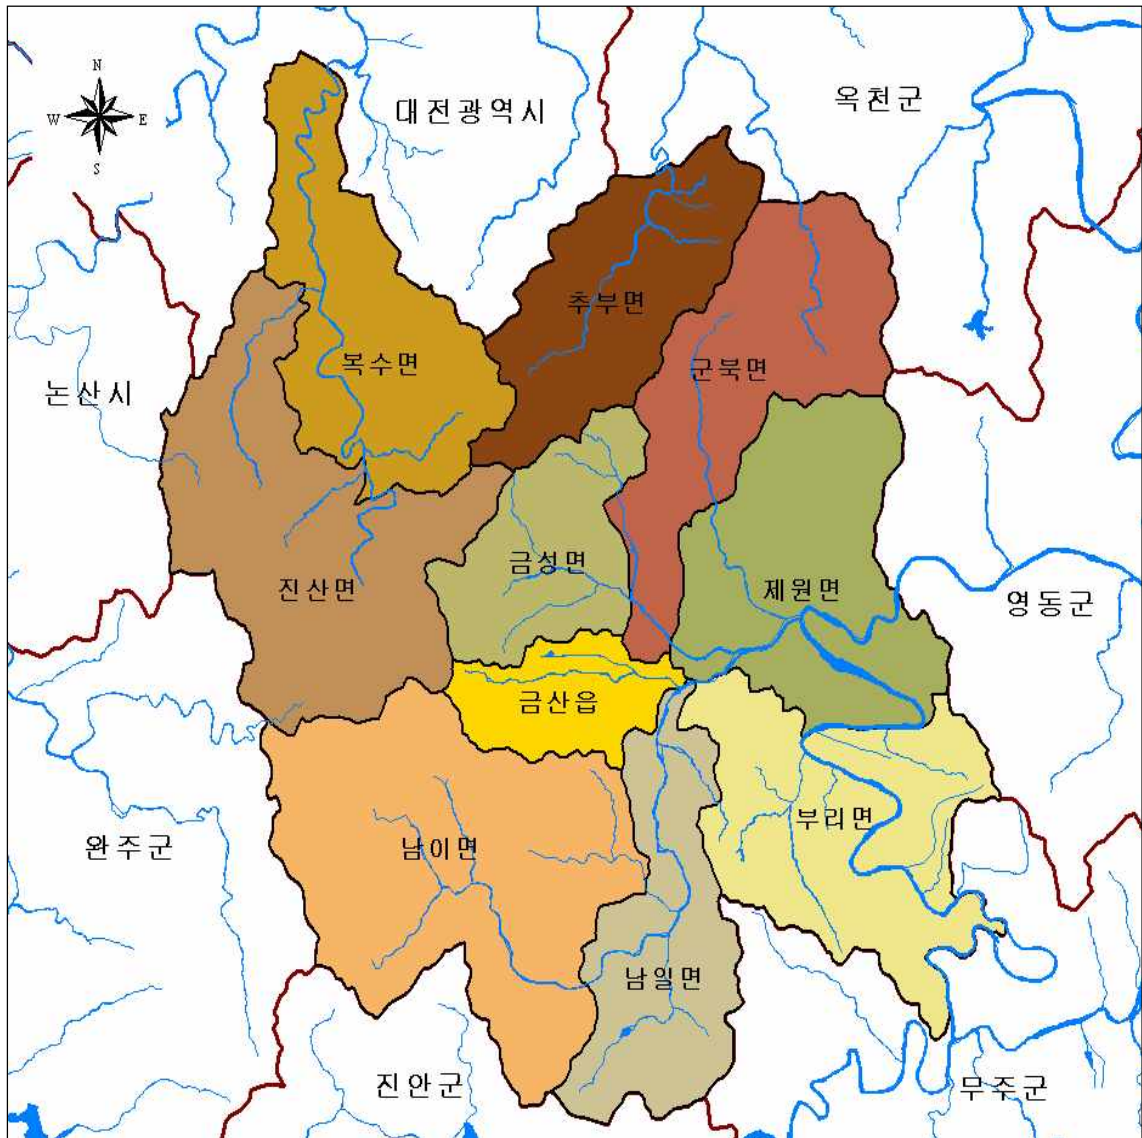 N
W E
S
대전광역시
옥천군
추부면
복수면
군북면
논산시
금성면
진산면
제원면
영동군
금산읍
부리면
완주군
남이면
남일면
진안군
무주군